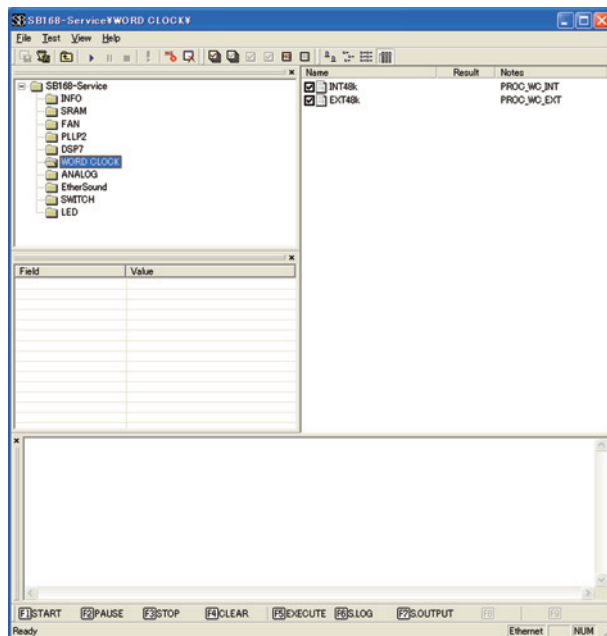 SB168-Service¥WORD CLOCK¥
File Test View Help
Name Result Notes
SB168-Service
INFO
SRAM
FAN
PLLP2
DSP7
WORD CLOCK
ANALOG
EtherSound
SWITCH
LED
INT48k PROC_WC_INT
EXT48k PROC_WC_EXT
Field Value
F1 START F2 PAUSE F3 STOP F4 CLEAR F5 EXECUTE F6 S.LOG F7 S.OUTPUT F8 F9
Ready Ethernet NUM